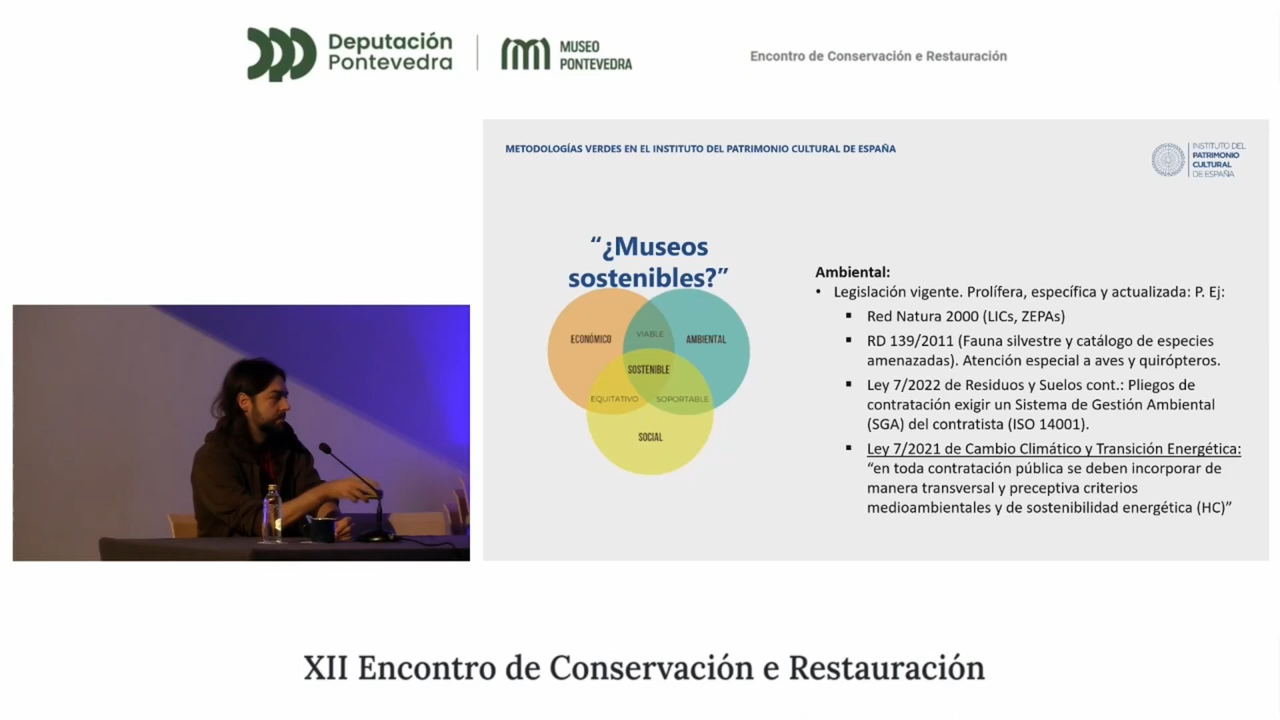 Deputación
Pontevedra
MUSEO
PONTEVEDRA
Encontro de Conservación e Restauración
METODOLOGÍAS VERDES EN EL INSTITUTO DEL PATRIMONIO CULTURAL DE ESPAÑA
INSTITUTO DEL
PATRIMONIO
CULTURAL
DE ESPAÑA
“¿Museos
sostenibles?”
ECONÓMICO
VIABLE
AMBIENTAL
SOSTENIBLE
EQUITATIVO
SOPORTABLE
SOCIAL
Ambiental:
• Legislación vigente. Prolífera, específica y actualizada: P. Ej:
▪ Red Natura 2000 (LICs, ZEPAs)
▪ RD 139/2011 (Fauna silvestre y catálogo de especies
amenazadas). Atención especial a aves y quirópteros.
▪ Ley 7/2022 de Residuos y Suelos cont.: Pliegos de
contratación exigir un Sistema de Gestión Ambiental
(SGA) del contratista (ISO 14001).
▪ Ley 7/2021 de Cambio Climático y Transición Energética:
“en toda contratación pública se deben incorporar de
manera transversal y preceptiva criterios
medioambientales y de sostenibilidad energética (HC)”
XII Encontro de Conservación e Restauración